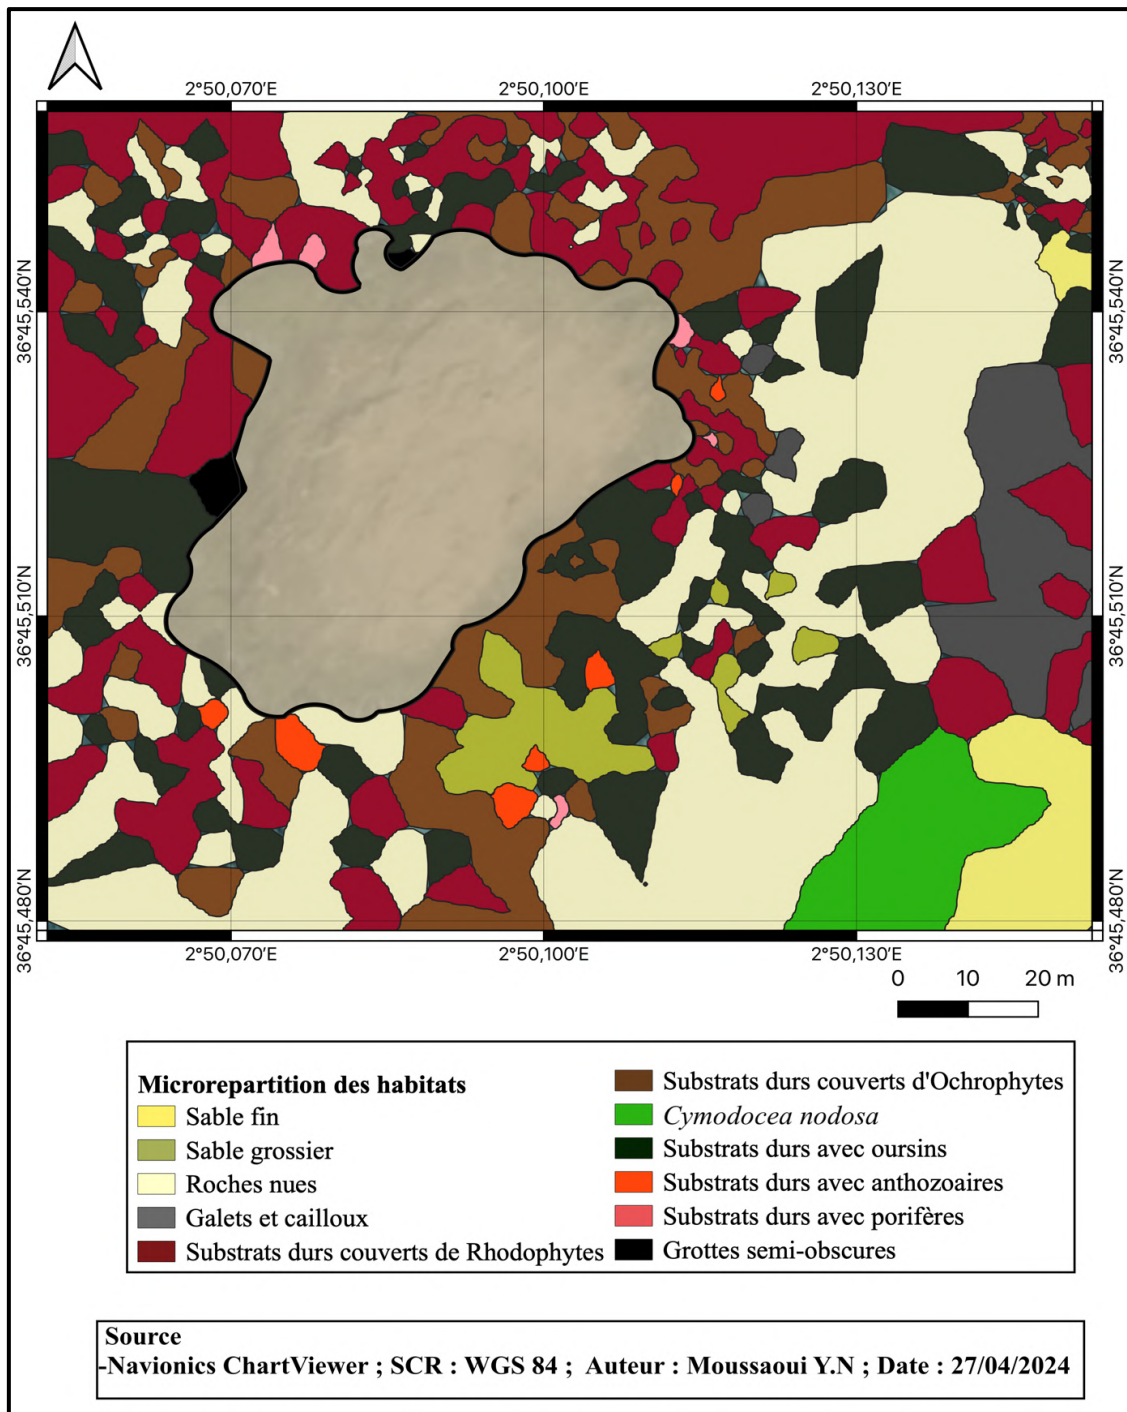 2°50,070′E 2°50,100′E 2°50,130′E
36°45,540′N 36°45,540′N
36°45,510′N 36°45,510′N
36°45,480′N 36°45,480′N
2°50,070′E 2°50,100′E 2°50,130′E
0 10 20 m
Microrepartition des habitats
Sable fin
Sable grossier
Roches nues
Galets et cailloux
Substrats durs couverts de Rhodophytes
Substrats durs couverts d'Ochrophytes
Cymodocea nodosa
Substrats durs avec oursins
Substrats durs avec anthozoaires
Substrats durs avec porifères
Grottes semi-obscures
Source
-Navionics ChartViewer ; SCR : WGS 84 ; Auteur : Moussaoui Y.N ; Date : 27/04/2024